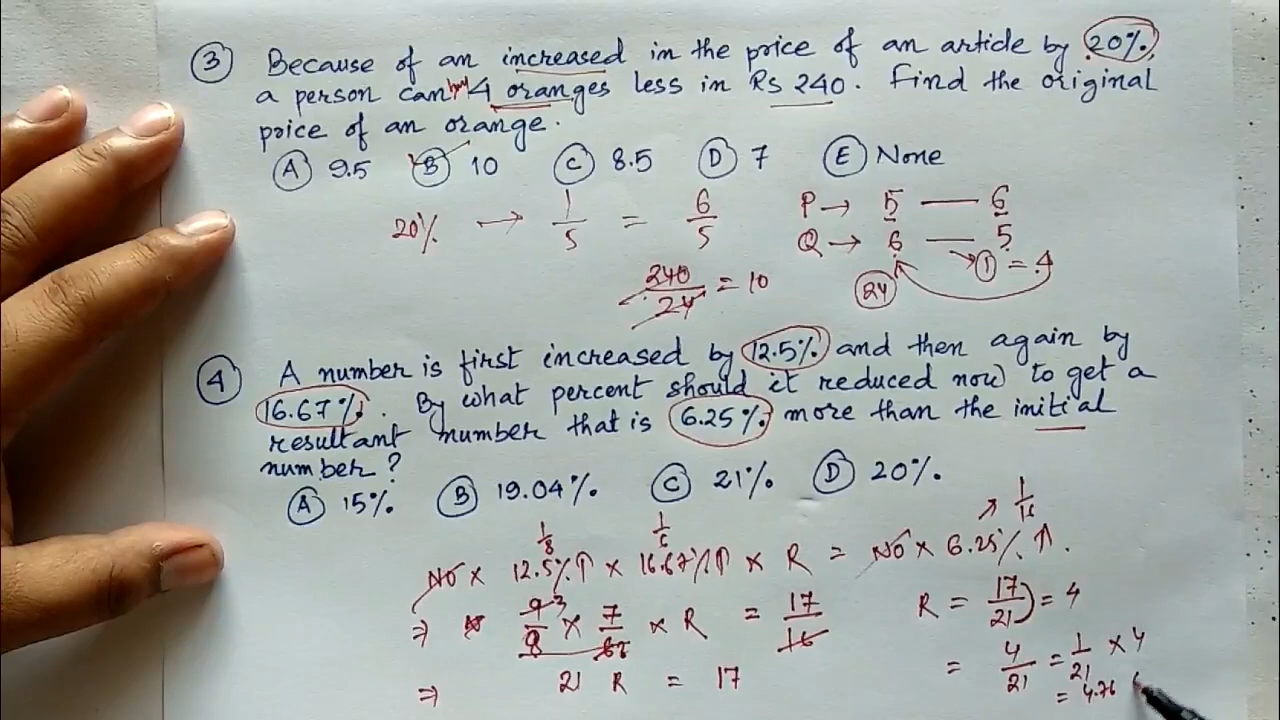 3 Because of an increased in the price of an article by 20%,
a person can buy 4 oranges less in Rs 240. Find the original
price of an orange.
A 9.5 B 10 C 8.5 D 7 E None
20% → 1/5 = 6/5
P → 5 — 6
Q → 6 — 5
→ 1 = 4
24
240/24 = 10
4 A number is first increased by 12.5% and then again by
16.67%. By what percent should it reduced now to get a
resultant number that is 6.25% more than the initial
number?
A 15% B 19.04% C 21% D 20%
1/8 1/6 1/16
No × 12.5%↑ × 16.67%↑ × R = No × 6.25%↑.
⇒ 9/8 × 7/6 × R = 17/16
3 2
⇒ 21 R = 17
R = 17/21) = 4
= 4/21 = 1/21 × 4
= 4.76